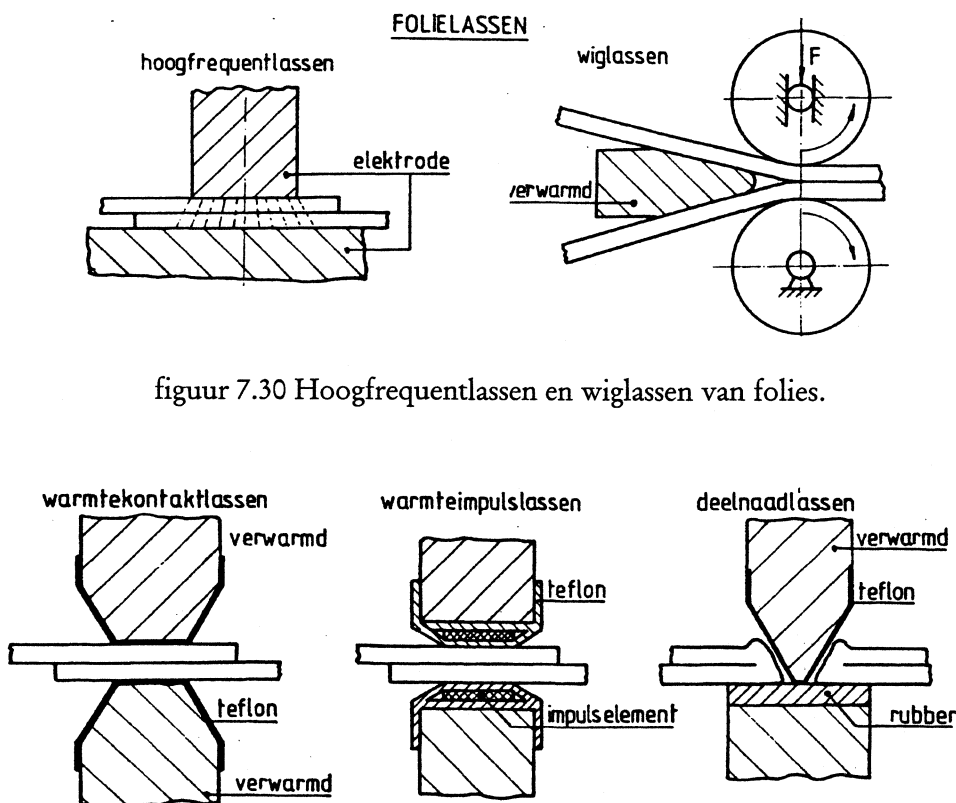 FOLIELASSEN
hoogfrequentlassen
wiglassen
F
elektrode
verwarmd
figuur 7.30 Hoogfrequentlassen en wiglassen van folies.
warmtekontaktlassen
warmteimpulslassen
deelnaadlassen
verwarmd
verwarmd
teflon
teflon
teflon
impulselement
rubber
verwarmd